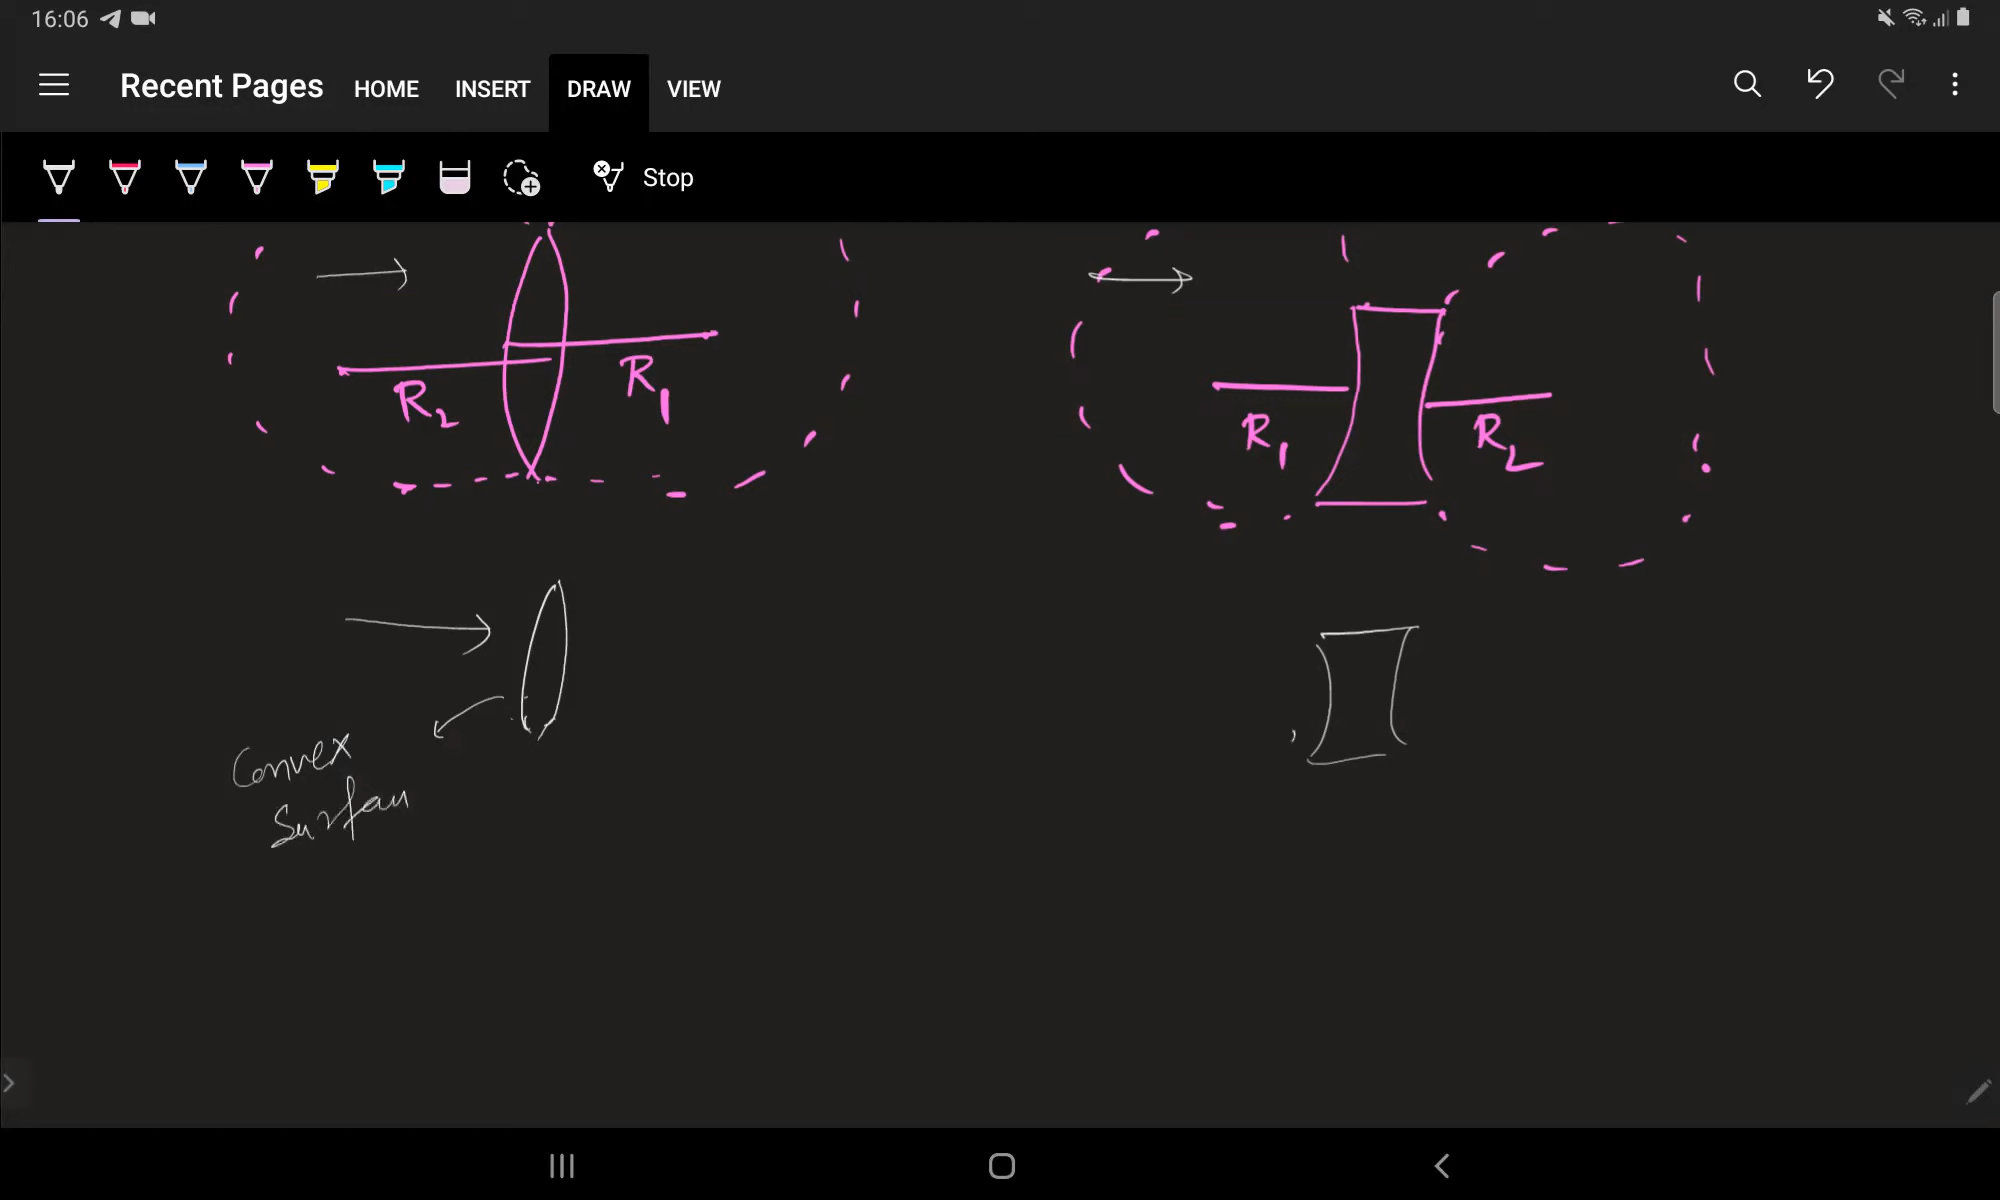 16:06
Recent Pages HOME INSERT DRAW VIEW
Stop
R2 R1
R1 R2
Convex